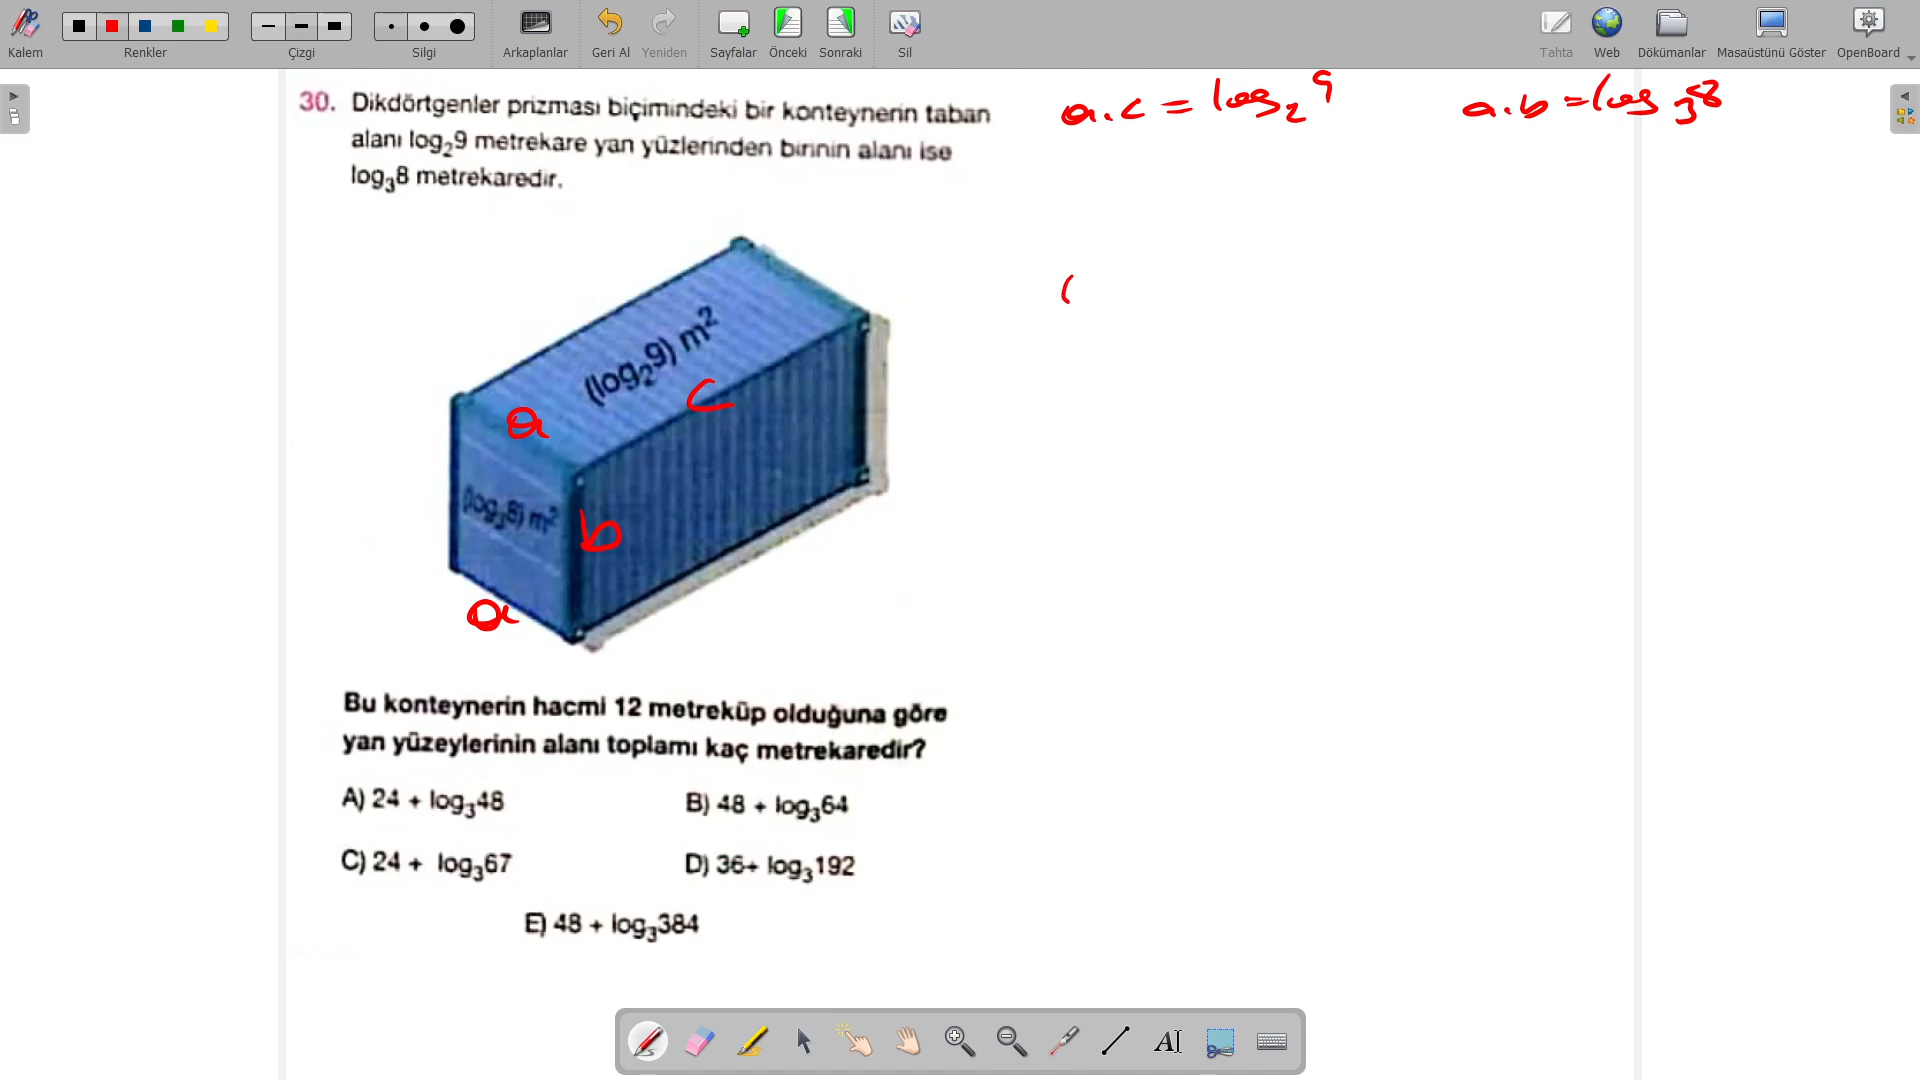 Kalem
Renkler
Çizgi
Silgi
Arkaplanlar
Geri Al
Yeniden
Sayfalar
Önceki
Sonraki
Sil
Tahta
Web
Dökümanlar
Masaüstünü Göster
OpenBoard
30. Dikdörtgenler prizması biçimindeki bir konteynerin taban
alanı log₂9 metrekare yan yüzlerinden birinin alanı ise
log₃8 metrekaredir.
a.c = log₂9
a.b = log₃8
(
(log₂9) m²
c
a
(log₃8) m²
b
a
Bu konteynerin hacmi 12 metreküp olduğuna göre
yan yüzeylerinin alanı toplamı kaç metrekaredir?
A) 24 + log₃48
B) 48 + log₃64
C) 24 + log₃67
D) 36+ log₃192
E) 48 + log₃384